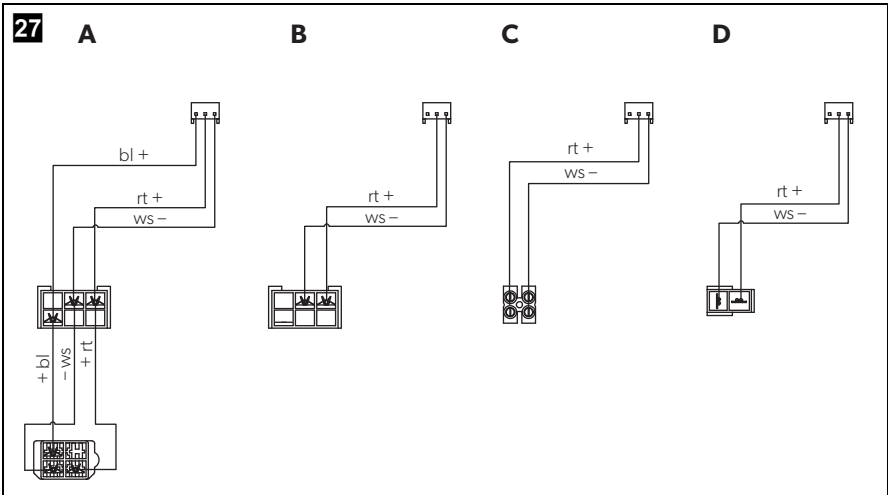 27 A B C D
bl +
rt +
ws –
rt +
ws –
rt +
ws –
rt +
ws –
+ bl
– ws
+ rt